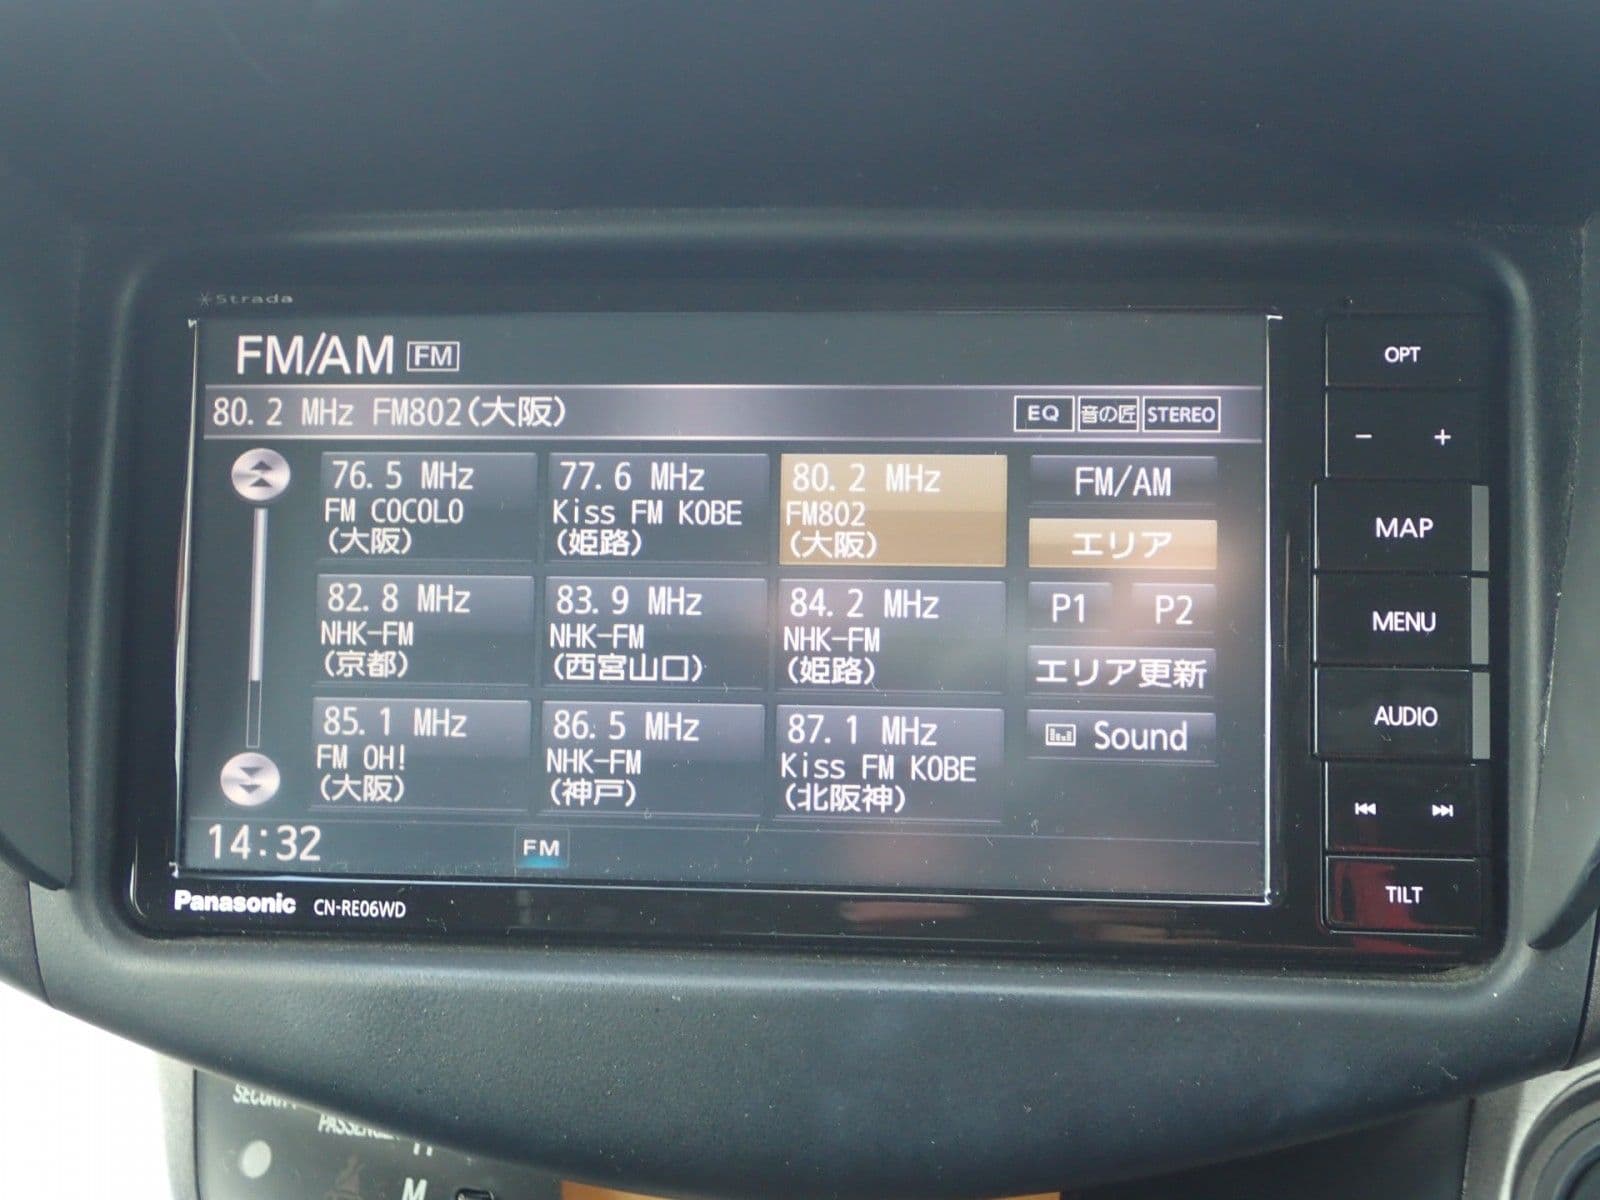 Strada
FM/AM FM
80.2 MHz FM802(大阪) EQ 音の匠 STEREO
76.5 MHz
FM COCOLO
(大阪)
77.6 MHz
Kiss FM KOBE
(姫路)
80.2 MHz
FM802
(大阪)
82.8 MHz
NHK-FM
(京都)
83.9 MHz
NHK-FM
(西宮山口)
84.2 MHz
NHK-FM
(姫路)
85.1 MHz
FM OH!
(大阪)
86.5 MHz
NHK-FM
(神戸)
87.1 MHz
Kiss FM KOBE
(北阪神)
FM/AM
エリア
P1 P2
エリア更新
Sound
14:32 FM
Panasonic CN-RE06WD
OPT
− +
MAP
MENU
AUDIO
TILT
SECURITY
PASSENGER
M